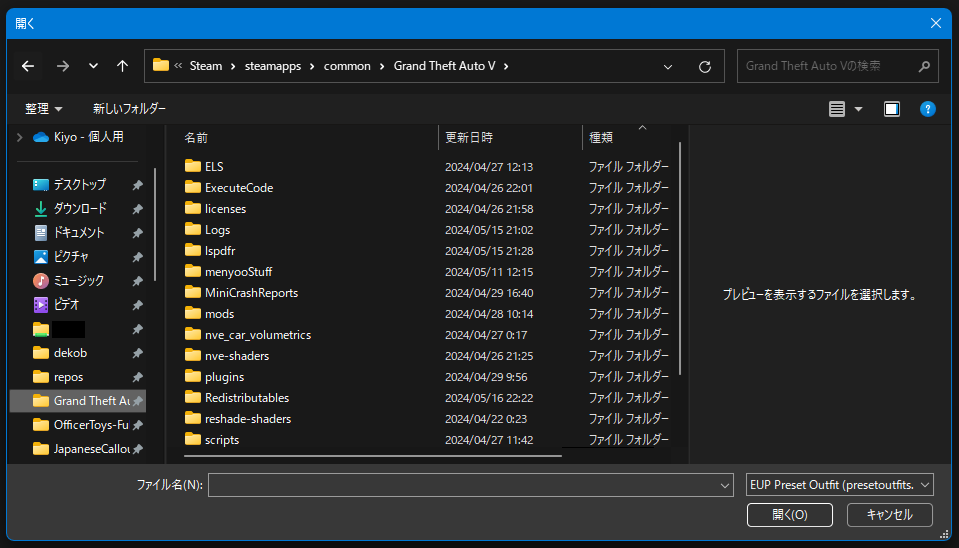 開く
« Steam › steamapps › common › Grand Theft Auto V ›
Grand Theft Auto Vの検索
整理 新しいフォルダー
Kiyo - 個人用
デスクトップ
ダウンロード
ドキュメント
ピクチャ
ミュージック
ビデオ
dekob
repos
Grand Theft Au
OfficerToys-Fu
JapaneseCallou
名前 更新日時 種類
ELS 2024/04/27 12:13 ファイル フォルダー
ExecuteCode 2024/04/26 22:01 ファイル フォルダー
licenses 2024/04/26 21:58 ファイル フォルダー
Logs 2024/05/15 21:02 ファイル フォルダー
lspdfr 2024/05/15 21:28 ファイル フォルダー
menyooStuff 2024/05/11 12:15 ファイル フォルダー
MiniCrashReports 2024/04/29 16:40 ファイル フォルダー
mods 2024/04/28 10:14 ファイル フォルダー
nve_car_volumetrics 2024/04/27 0:17 ファイル フォルダー
nve-shaders 2024/04/26 21:25 ファイル フォルダー
plugins 2024/04/29 9:56 ファイル フォルダー
Redistributables 2024/05/16 22:22 ファイル フォルダー
reshade-shaders 2024/04/22 0:23 ファイル フォルダー
scripts 2024/04/27 11:42 ファイル フォルダー
プレビューを表示するファイルを選択します。
ファイル名(N):
EUP Preset Outfit (presetoutfits.
開く(O) キャンセル